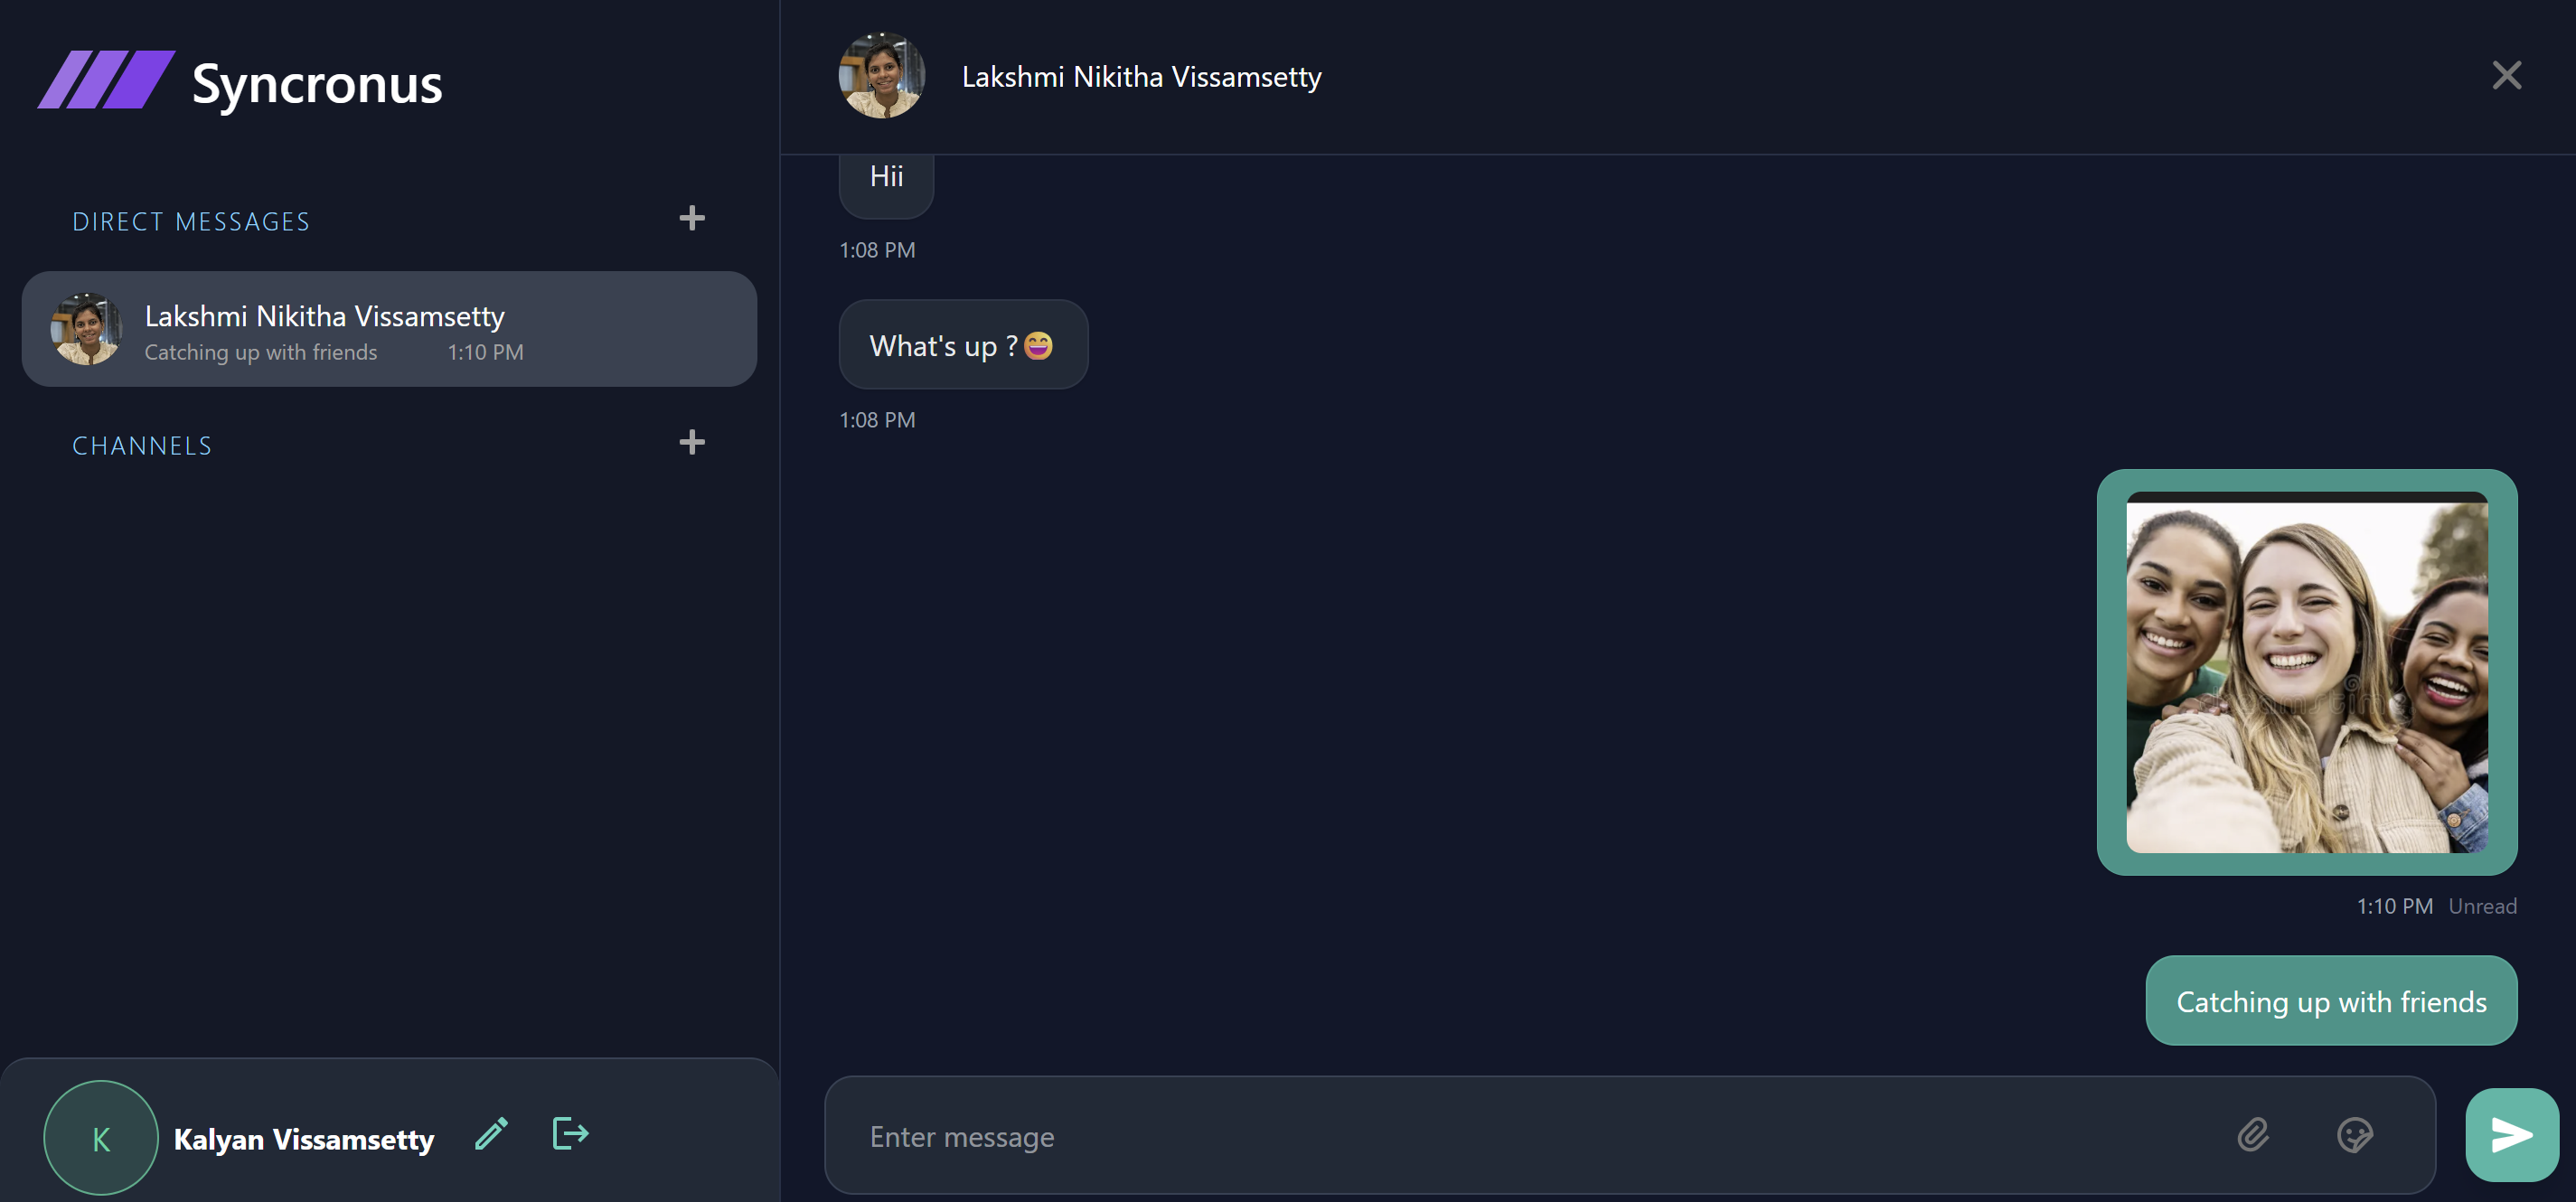 Syncronus
DIRECT MESSAGES
Lakshmi Nikitha Vissamsetty
Catching up with friends 1:10 PM
CHANNELS
K
Kalyan Vissamsetty
Lakshmi Nikitha Vissamsetty
Hii
1:08 PM
What's up ?😄
1:08 PM
dreamstime
1:10 PM Unread
Catching up with friends
Enter message